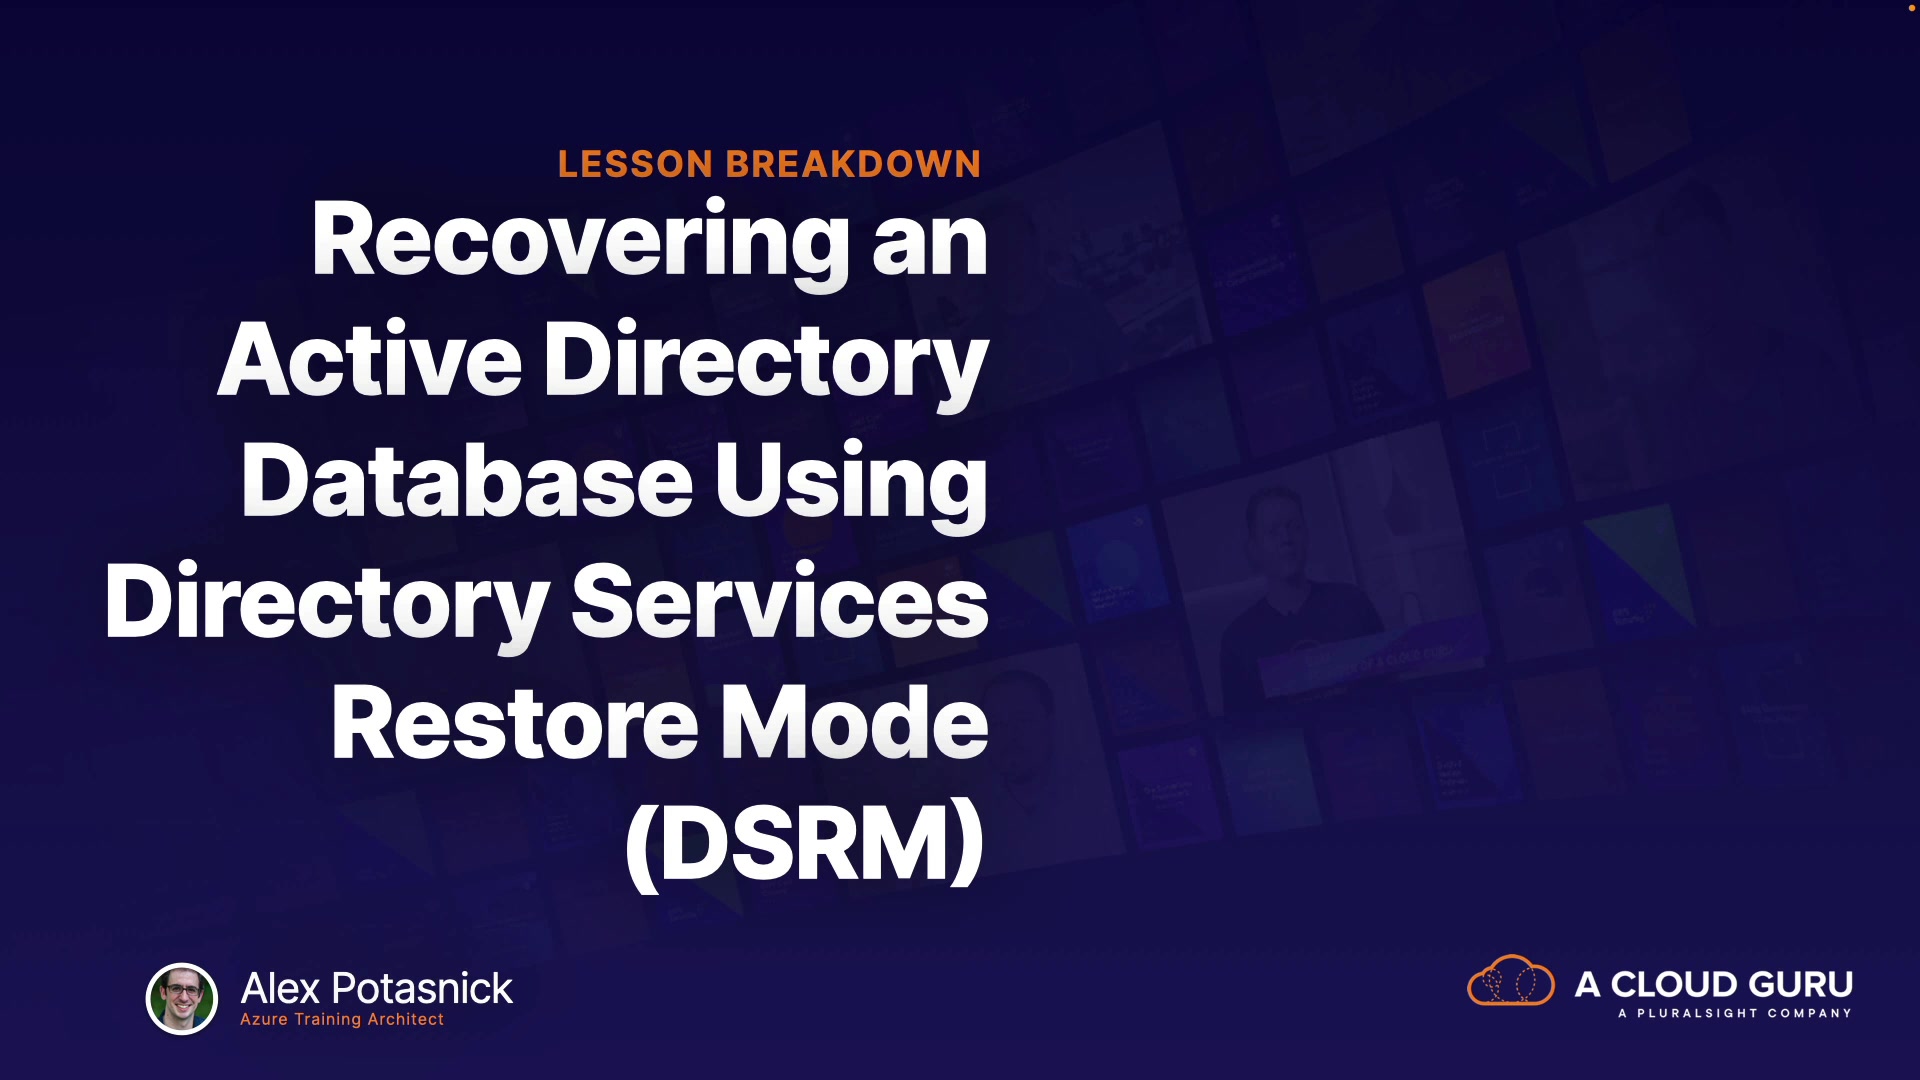 LESSON BREAKDOWN
Recovering an
Active Directory
Database Using
Directory Services
Restore Mode
(DSRM)
Alex Potasnick
Azure Training Architect
A CLOUD GURU
A PLURALSIGHT COMPANY